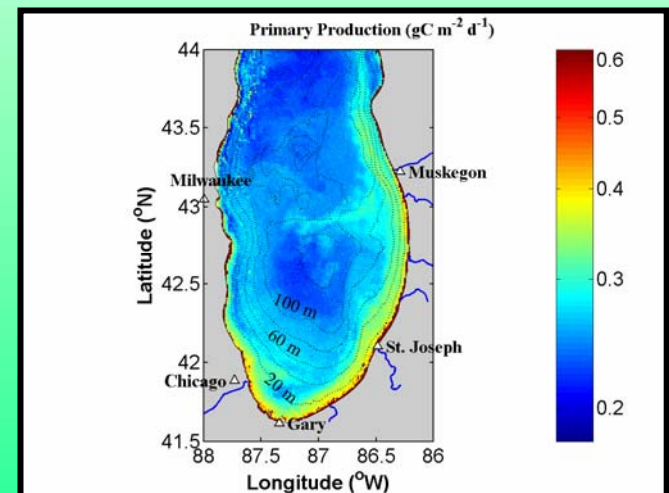 Primary Production (gC m⁻² d⁻¹)
44
43.5
43
42.5
42
41.5
Latitude (°N)
Milwaukee
Muskegon
100 m
60 m
St. Joseph
Chicago
20 m
Gary
88 87.5 87 86.5 86
Longitude (°W)
0.6
0.5
0.4
0.3
0.2